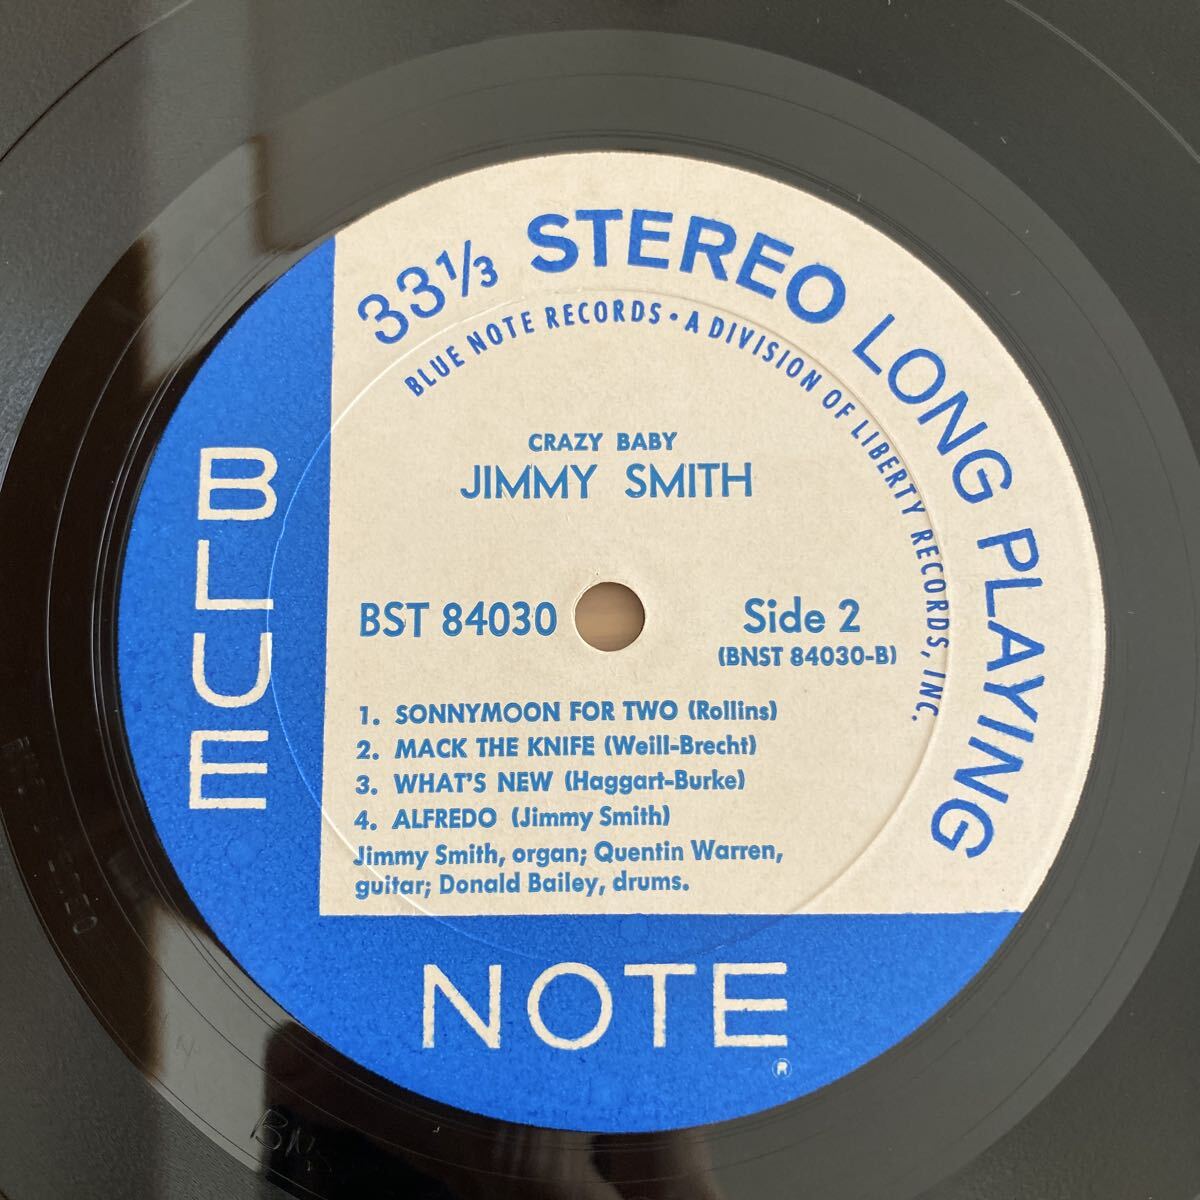 33⅓ STEREO LONG PLAYING
BLUE NOTE RECORDS • A DIVISION OF LIBERTY RECORDS, INC.
CRAZY BABY
JIMMY SMITH
BST 84030
Side 2
(BNST 84030-B)
1. SONNYMOON FOR TWO (Rollins)
2. MACK THE KNIFE (Weill-Brecht)
3. WHAT'S NEW (Haggart-Burke)
4. ALFREDO (Jimmy Smith)
Jimmy Smith, organ; Quentin Warren,
guitar; Donald Bailey, drums.
BLUE
NOTE
®